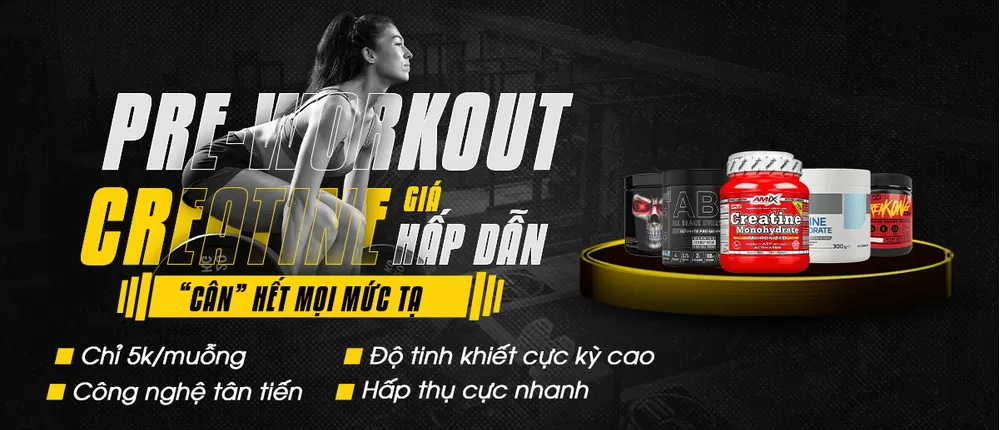 PRE-WORKOUT
CREATINE GIÁ
HẤP DẪN
“CÂN” HẾT MỌI MỨC TẠ
Chỉ 5k/muỗng
Độ tinh khiết cực kỳ cao
Công nghệ tân tiến
Hấp thụ cực nhanh
AMIX
Creatine
Monohydrate
300g